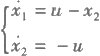 ẋ₁ = u − x₂
ẋ₂ = −u